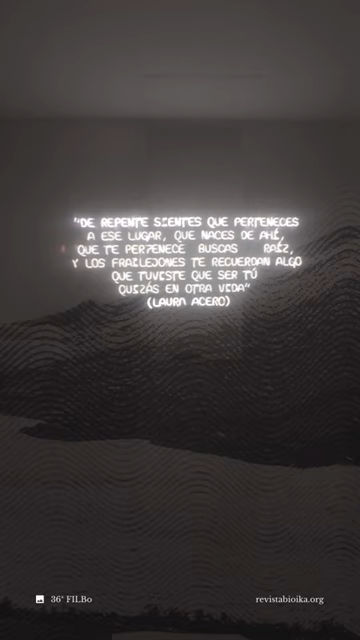 "DE REPENTE SIENTES QUE PERTENECES
A ESE LUGAR, QUE NACES DE AHÍ,
QUE TE PERTENECE BUSCAS RAÍZ,
Y LOS FRAILEJONES TE RECUERDAN ALGO
QUE TUVISTE QUE SER TÚ
QUIZÁS EN OTRA VIDA"
(LAURA ACERO)
36° FILBo
revistabioika.org